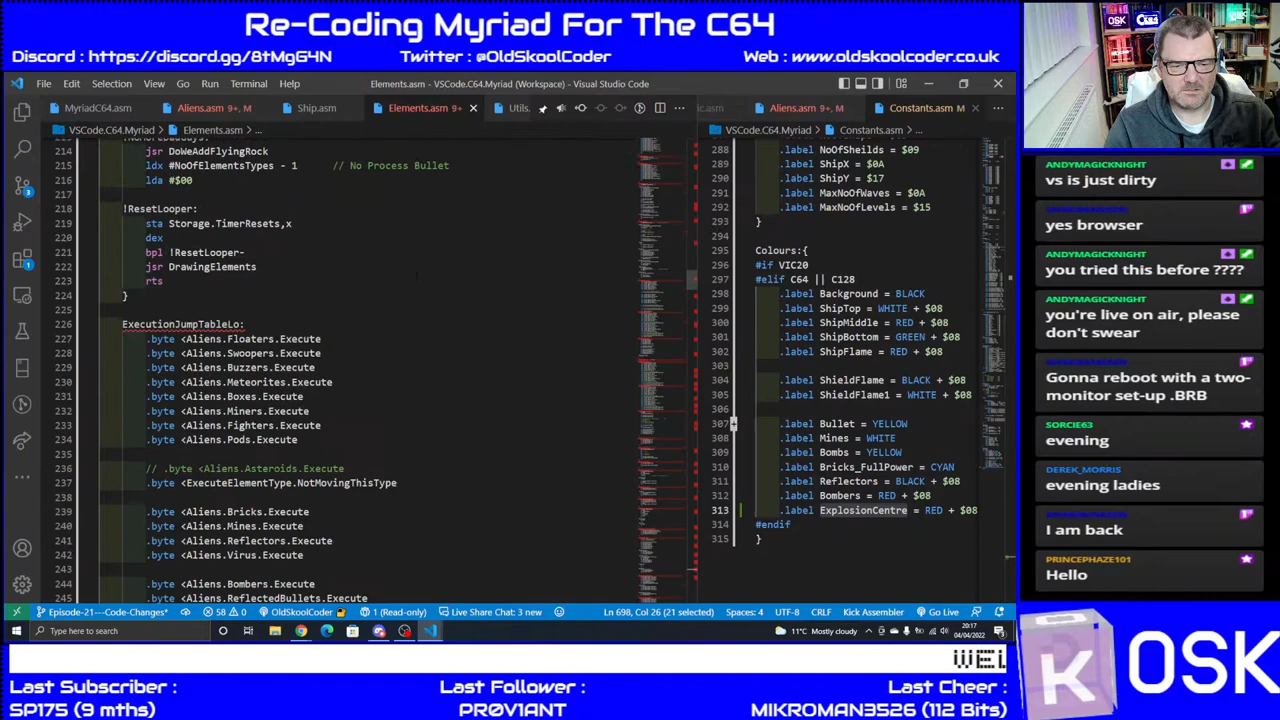 Re-Coding Myriad For The C64
Discord : https://discord.gg/8tMgG4N
Twitter : @OldSkoolCoder
Web : www.oldskoolcoder.co.uk
File Edit Selection View Go Run Terminal Help
Elements.asm - VSCode.C64.Myriad (Workspace) - Visual Studio Code
MyriadC64.asm Aliens.asm 9+, M Ship.asm Elements.asm 9+ Utils.
ic.asm Aliens.asm 9+, M Constants.asm
VSCode.C64.Myriad > Elements.asm > ...
VSCode.C64.Myriad > Constants.asm > ...
214 jsr DoWeAddFlyingRock
215 ldx #NoOfElementsTypes - 1 // No Process Bullet
216 lda #$00
217
218 !ResetLooper:
219 sta Storage.TimerResets,x
220 dex
221 bpl !ResetLooper-
222 jsr DrawingElements
223 rts
224 }
225
226 ExecutionJumpTableLo:
227 .byte <Aliens.Floaters.Execute
228 .byte <Aliens.Swoopers.Execute
229 .byte <Aliens.Buzzers.Execute
230 .byte <Aliens.Meteorites.Execute
231 .byte <Aliens.Boxes.Execute
232 .byte <Aliens.Miners.Execute
233 .byte <Aliens.Fighters.Execute
234 .byte <Aliens.Pods.Execute
235
236 // .byte <Aliens.Asteroids.Execute
237 .byte <ExecuteElementType.NotMovingThisType
238
239 .byte <Aliens.Bricks.Execute
240 .byte <Aliens.Mines.Execute
241 .byte <Aliens.Reflectors.Execute
242 .byte <Aliens.Virus.Execute
243
244 .byte <Aliens.Bombers.Execute
245 .byte <Aliens.ReflectedBullets.Execute
288 .label NoOfSheilds = $09
289 .label ShipX = $0A
290 .label ShipY = $17
291 .label MaxNoOfWaves = $0A
292 .label MaxNoOfLevels = $15
293 }
294
295 Colours:{
296 #if VIC20
297 #elif C64 || C128
298 .label Background = BLACK
299 .label ShipTop = WHITE + $08
300 .label ShipMiddle = RED + $08
301 .label ShipBottom = GREEN + $08
302 .label ShipFlame = RED + $08
303
304 .label ShieldFlame = BLACK + $08
305 .label ShieldFlame1 = WHITE + $08
306
307 .label Bullet = YELLOW
308 .label Mines = WHITE
309 .label Bombs = YELLOW
310 .label Bricks_FullPower = CYAN
311 .label Reflectors = BLACK + $08
312 .label Bombers = RED + $08
313 .label ExplosionCentre = RED + $08
314 #endif
315 }
ANDYMAGICKNIGHT
vs is just dirty
yes browser
ANDYMAGICKNIGHT
you tried this before ????
ANDYMAGICKNIGHT
you're live on air, please
don't swear
Gonna reboot with a two-
monitor set-up .BRB
SORCIE63
evening
DEREK_MORRIS
evening ladies
I am back
PRINCEPHAZE101
Hello
Episode-21---Code-Changes* 58 0 OldSkoolCoder 1 (Read-only) Live Share Chat: 3 new Ln 698, Col 26 (21 selected) Spaces: 4 UTF-8 CRLF Kick Assembler Go Live
Type here to search
11°C Mostly cloudy
20:17
04/04/2022
WEL
K OSK
Last Subscriber :
SP175 (9 mths)
Last Follower :
PR0V1ANT
Last Cheer :
MIKROMAN3526 (112 Bits)